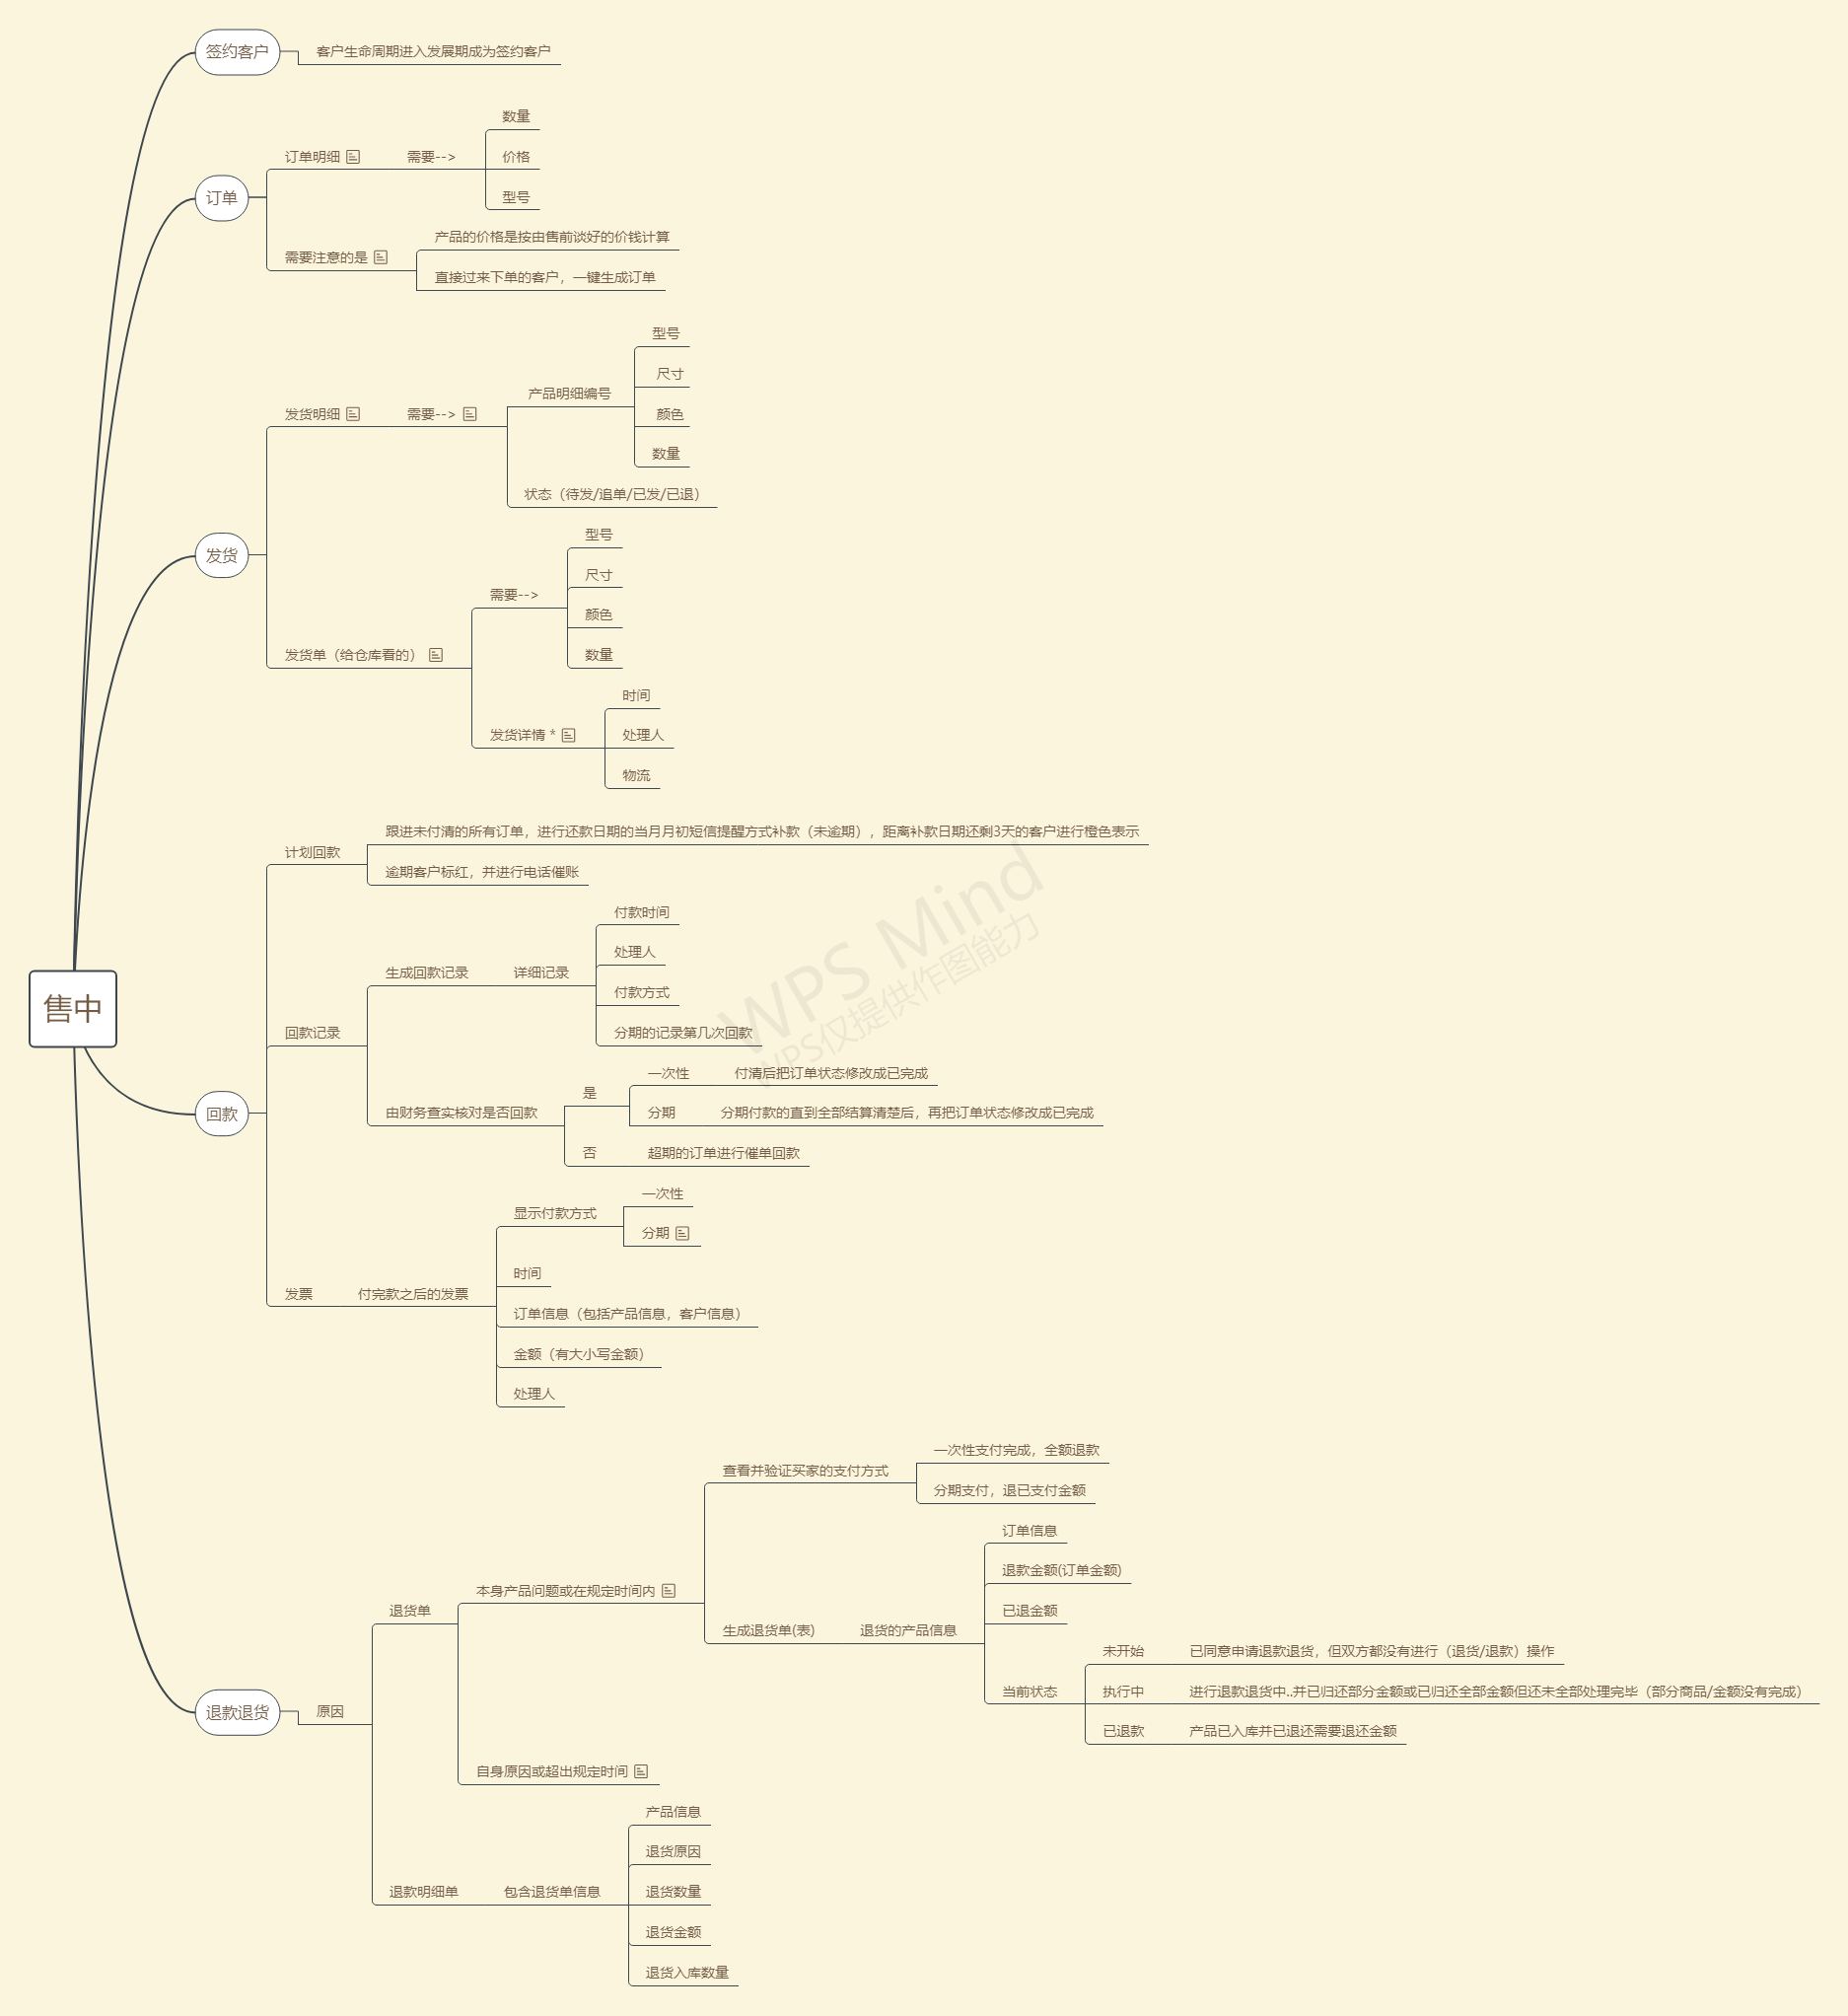 售中
签约客户
客户生命周期进入发展期成为签约客户
订单
订单明细
需要-->
数量
价格
型号
需要注意的是
产品的价格是按由售前谈好的价钱计算
直接过来下单的客户，一键生成订单
发货
发货明细
需要-->
产品明细编号
型号
尺寸
颜色
数量
状态（待发/追单/已发/已退）
发货单（给仓库看的）
需要-->
型号
尺寸
颜色
数量
发货详情 *
时间
处理人
物流
回款
计划回款
跟进未付清的所有订单，进行还款日期的当月月初短信提醒方式补款（未逾期），距离补款日期还剩3天的客户进行橙色表示
逾期客户标红，并进行电话催账
回款记录
生成回款记录
详细记录
付款时间
处理人
付款方式
分期的记录第几次回款
由财务查实核对是否回款
是
一次性
付清后把订单状态修改成已完成
分期
分期付款的直到全部结算清楚后，再把订单状态修改成已完成
否
超期的订单进行催单回款
发票
付完款之后的发票
显示付款方式
一次性
分期
时间
订单信息（包括产品信息，客户信息）
金额（有大小写金额）
处理人
退款退货
原因
退货单
本身产品问题或在规定时间内
查看并验证买家的支付方式
一次性支付完成，全额退款
分期支付，退已支付金额
生成退货单(表)
退货的产品信息
订单信息
退款金额(订单金额)
已退金额
当前状态
未开始
已同意申请退款退货，但双方都没有进行（退货/退款）操作
执行中
进行退款退货中..并已归还部分金额或已归还全部金额但还未全部处理完毕（部分商品/金额没有完成）
已退款
产品已入库并已退还需要退还金额
自身原因或超出规定时间
退款明细单
包含退货单信息
产品信息
退货原因
退货数量
退货金额
退货入库数量
WPS Mind
WPS仅提供作图能力